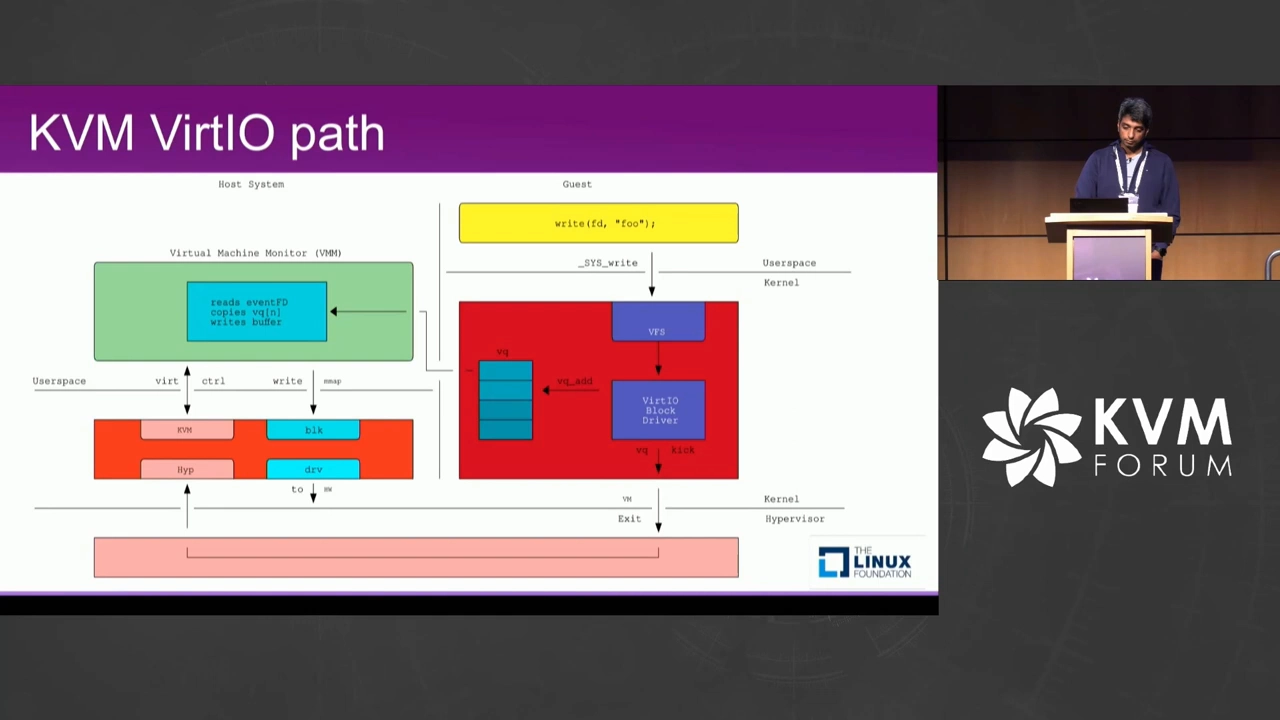 KVM VirtIO path
Host System
Guest
write(fd, "foo");
Virtual Machine Monitor (VMM)
_SYS_write
Userspace
Kernel
reads eventFD
copies vq[n]
writes buffer
VFS
vq
Userspace
virt
ctrl
write
mmap
vq_add
VirtIO
Block
Driver
KVM
blk
vq
kick
Hyp
drv
to
HW
VM
Exit
Kernel
Hypervisor
THE
LINUX
FOUNDATION
KVM
FORUM